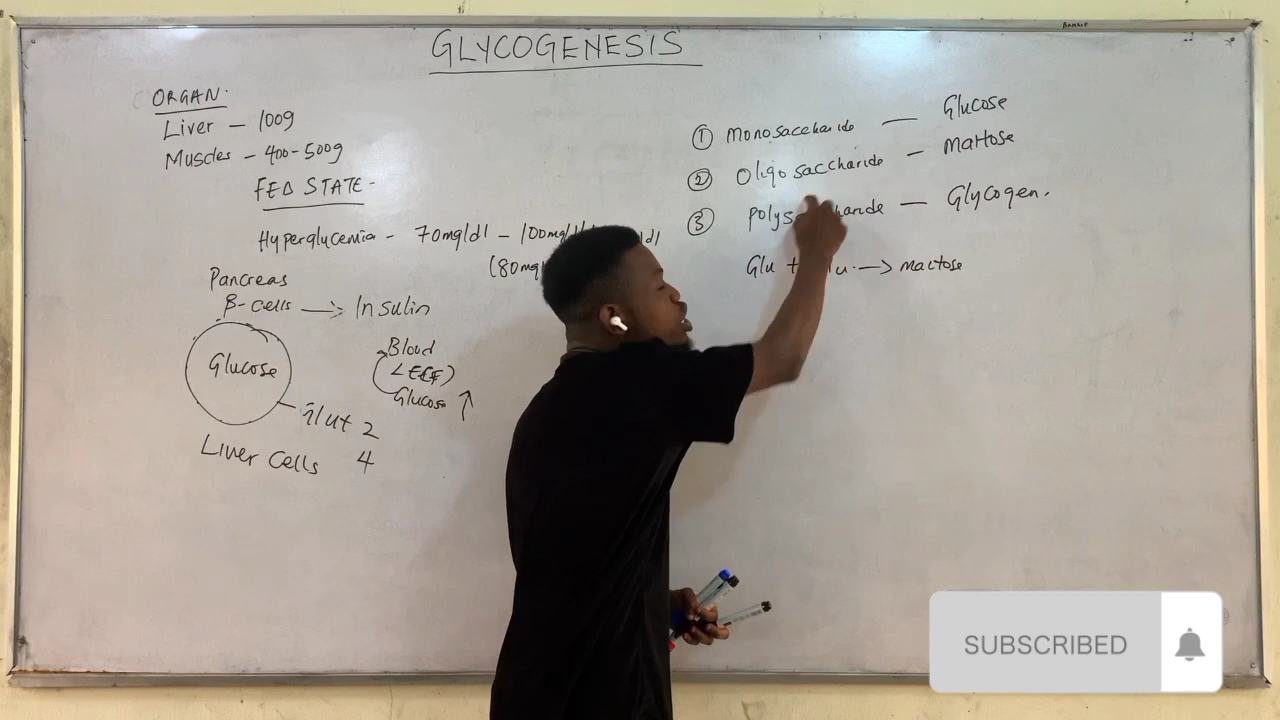 GLYCOGENESIS
ORGAN.
Liver - 100g
Muscles - 400-500g
FED STATE -
Hyperglycemia - 70mg/dl - 100mg/dl
(80mg
Pancreas
β-cells → Insulin
Glucose
Glut 2
4
Liver Cells
Blood
(ECF)
Glucose ↑
① Monosaccharide — Glucose
② Oligosaccharide — Maltose
③ Polysaccharide — Glycogen.
Glu + Glu. → Maltose
SUBSCRIBED